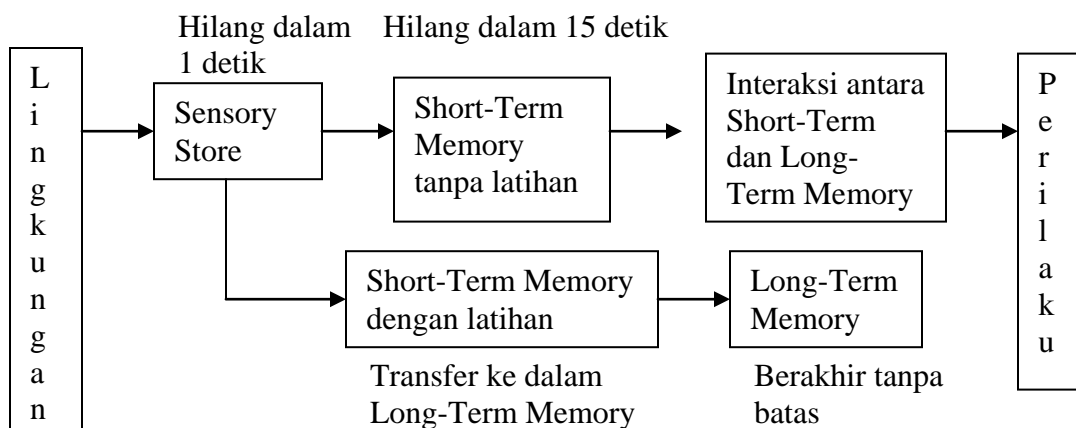 Hilang dalam
1 detik
Hilang dalam 15 detik
L
i
n
g
k
u
n
g
a
n
Sensory
Store
Short-Term
Memory
tanpa latihan
Interaksi antara
Short-Term
dan Long-
Term Memory
P
e
r
i
l
a
k
u
Short-Term Memory
dengan latihan
Long-Term
Memory
Transfer ke dalam
Long-Term Memory
Berakhir tanpa
batas